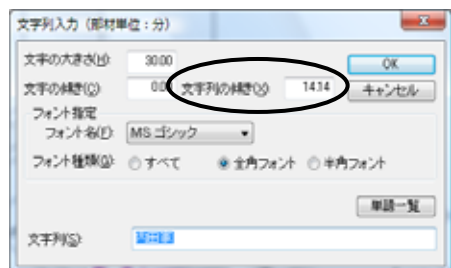 文字列入力（部材単位：分）
文字の大きさ(H) 30.00 OK
文字の傾き(C) 0.00 文字列の傾き(X) 14.14 キャンセル
フォント指定
フォント名(F) MS ゴシック
フォント種類(G) すべて 全角フォント 半角フォント
単語一覧
文字列(S)